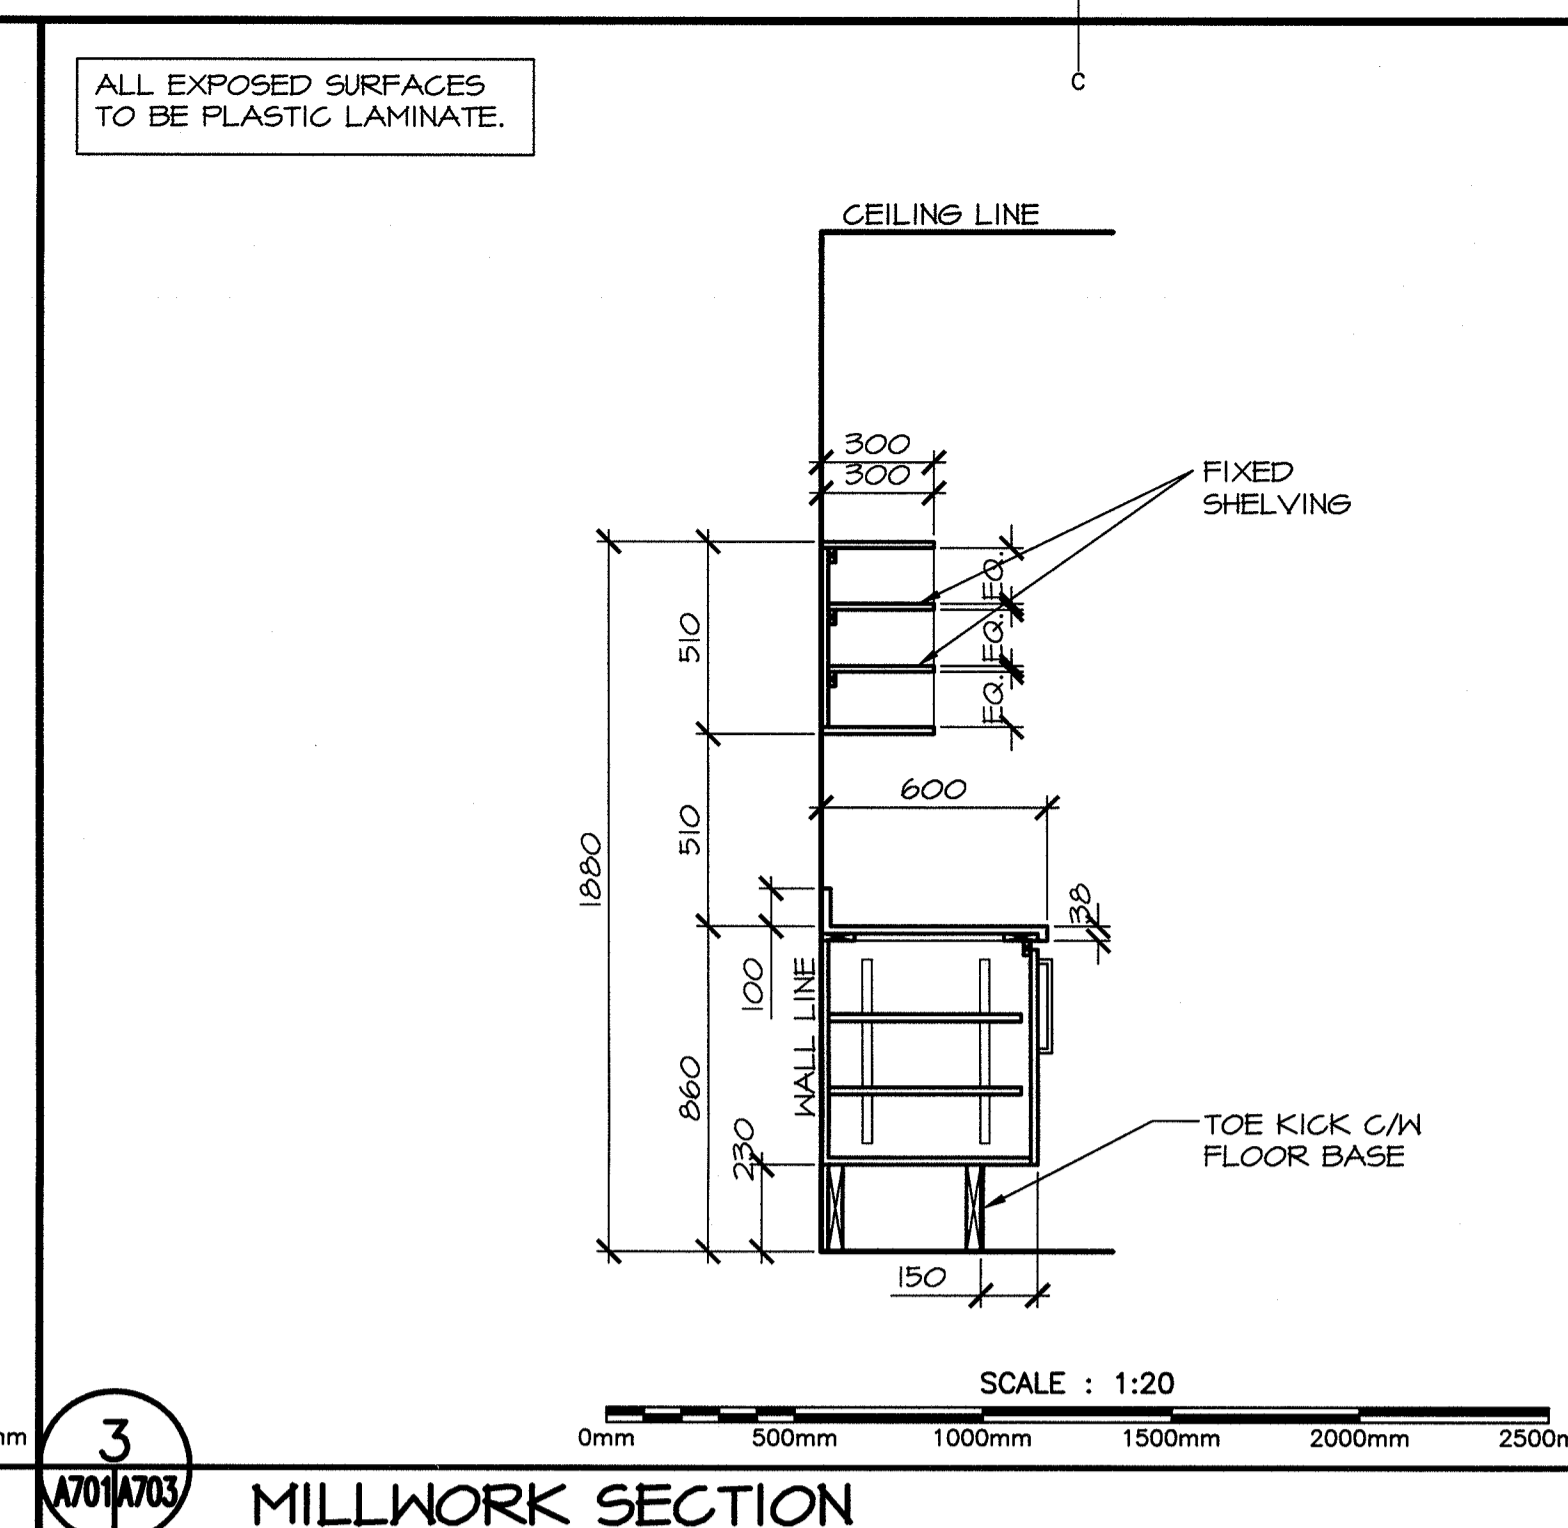 C
ALL EXPOSED SURFACES
TO BE PLASTIC LAMINATE.
CEILING LINE
300
300
FIXED
SHELVING
EQ.
EQ.
EQ.
510
510
1880
600
38
100
WALL LINE
860
230
TOE KICK C/W
FLOOR BASE
150
SCALE : 1:20
0mm 500mm 1000mm 1500mm 2000mm 2500m
mm
3
A701 A703
MILLWORK SECTION